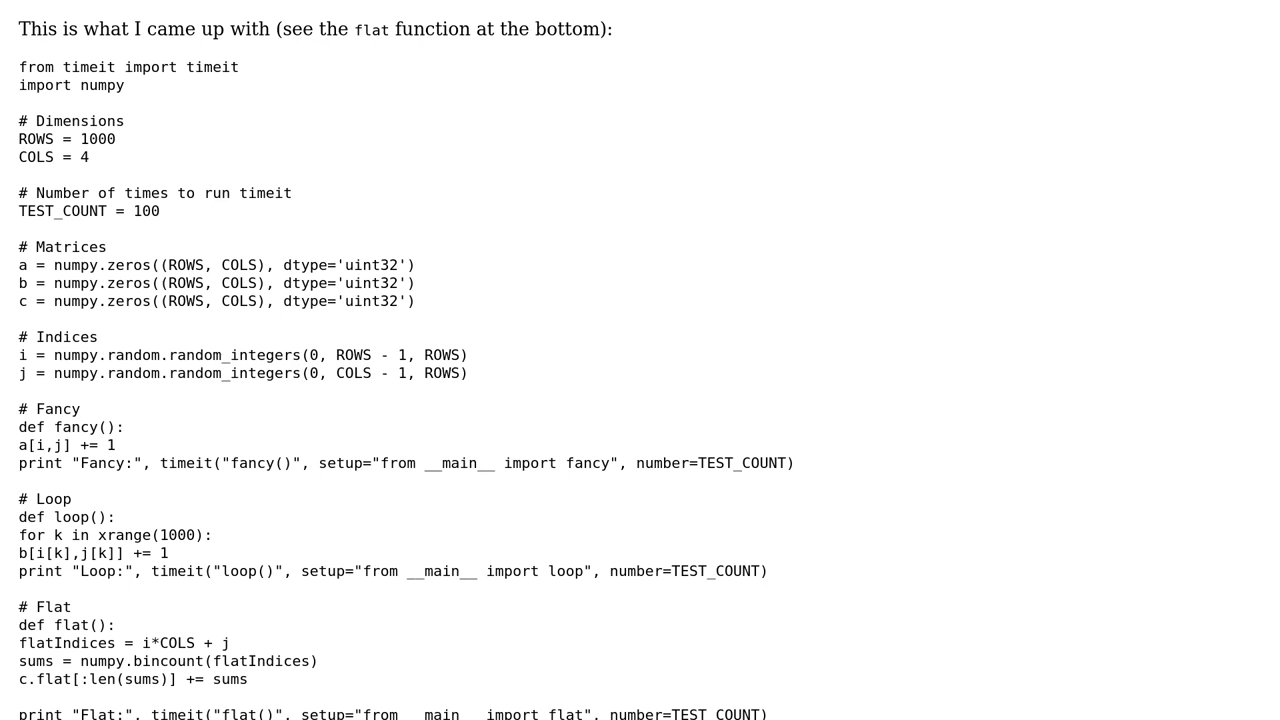 This is what I came up with (see the flat function at the bottom):
from timeit import timeit
import numpy
# Dimensions
ROWS = 1000
COLS = 4
# Number of times to run timeit
TEST_COUNT = 100
# Matrices
a = numpy.zeros((ROWS, COLS), dtype='uint32')
b = numpy.zeros((ROWS, COLS), dtype='uint32')
c = numpy.zeros((ROWS, COLS), dtype='uint32')
# Indices
i = numpy.random.random_integers(0, ROWS - 1, ROWS)
j = numpy.random.random_integers(0, COLS - 1, ROWS)
# Fancy
def fancy():
a[i,j] += 1
print "Fancy:", timeit("fancy()", setup="from __main__ import fancy", number=TEST_COUNT)
# Loop
def loop():
for k in xrange(1000):
b[i[k],j[k]] += 1
print "Loop:", timeit("loop()", setup="from __main__ import loop", number=TEST_COUNT)
# Flat
def flat():
flatIndices = i*COLS + j
sums = numpy.bincount(flatIndices)
c.flat[:len(sums)] += sums
print "Flat:", timeit("flat()", setup="from __main__ import flat", number=TEST_COUNT)